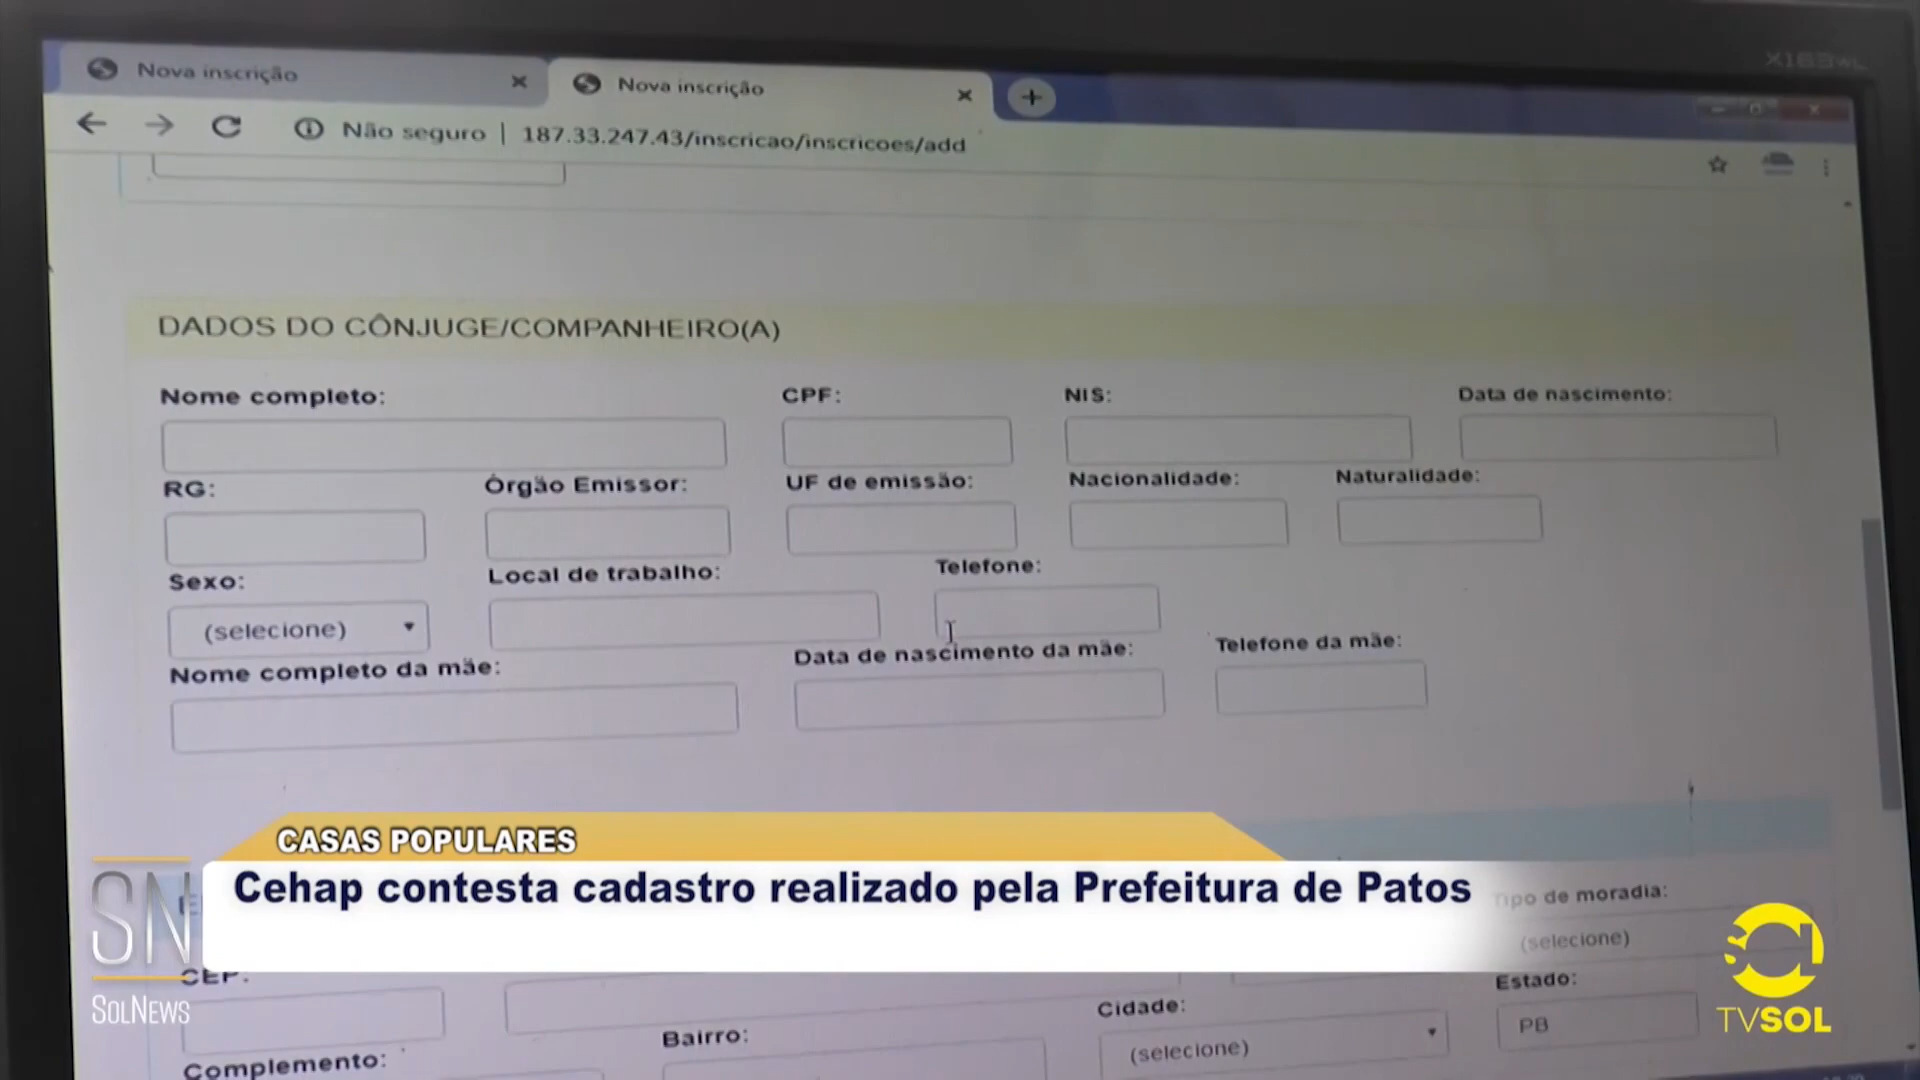 X163WL
Nova inscrição
Nova inscrição
Não seguro | 187.33.247.43/inscricao/inscricoes/add
DADOS DO CÔNJUGE/COMPANHEIRO(A)
Nome completo: CPF: NIS: Data de nascimento:
RG: Órgão Emissor: UF de emissão: Nacionalidade: Naturalidade:
Sexo: Local de trabalho: Telefone:
(selecione)
Nome completo da mãe: Data de nascimento da mãe: Telefone da mãe:
CASAS POPULARES
Cehap contesta cadastro realizado pela Prefeitura de Patos
Tipo de moradia:
(selecione)
SN
SOLNEWS
CEP:
Cidade: Estado:
(selecione) PB
Complemento: Bairro:
TVSOL